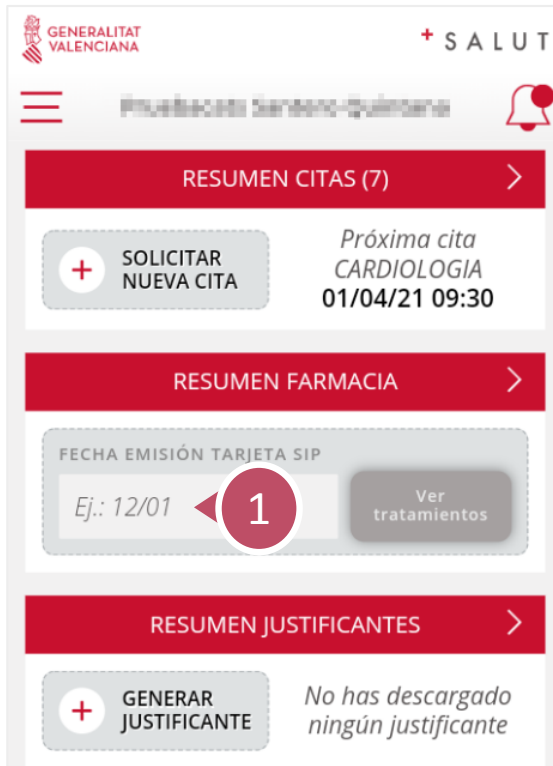 GENERALITAT
VALENCIANA
+ SALUT
RESUMEN CITAS (7)
SOLICITAR
NUEVA CITA
Próxima cita
CARDIOLOGIA
01/04/21 09:30
RESUMEN FARMACIA
FECHA EMISIÓN TARJETA SIP
Ej.: 12/01
1
Ver
tratamientos
RESUMEN JUSTIFICANTES
GENERAR
JUSTIFICANTE
No has descargado
ningún justificante